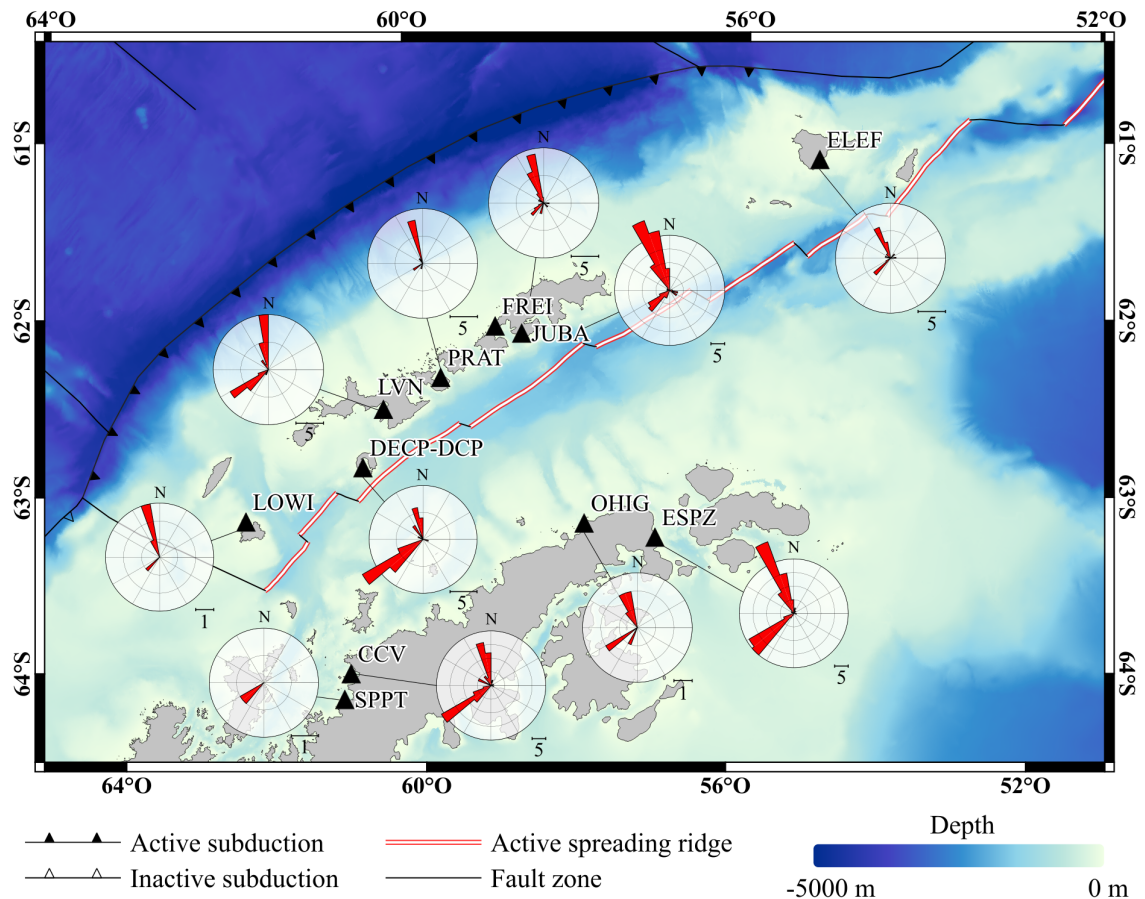 64°O 60°O 56°O 52°O
61°S 61°S
ELEF
N
N
N
5
5
N
5
FREI
62°S 62°S
JUBA
5
N
PRAT
LVN
5
DECP-DCP
N
63°S 63°S
LOWI
OHIG
ESPZ
N
N
N
5
1
N
N
5
CCV
64°S 64°S
SPPT
1
1
5
64°O 60°O 56°O 52°O
Active subduction
Active spreading ridge
Depth
Inactive subduction
Fault zone
-5000 m 0 m